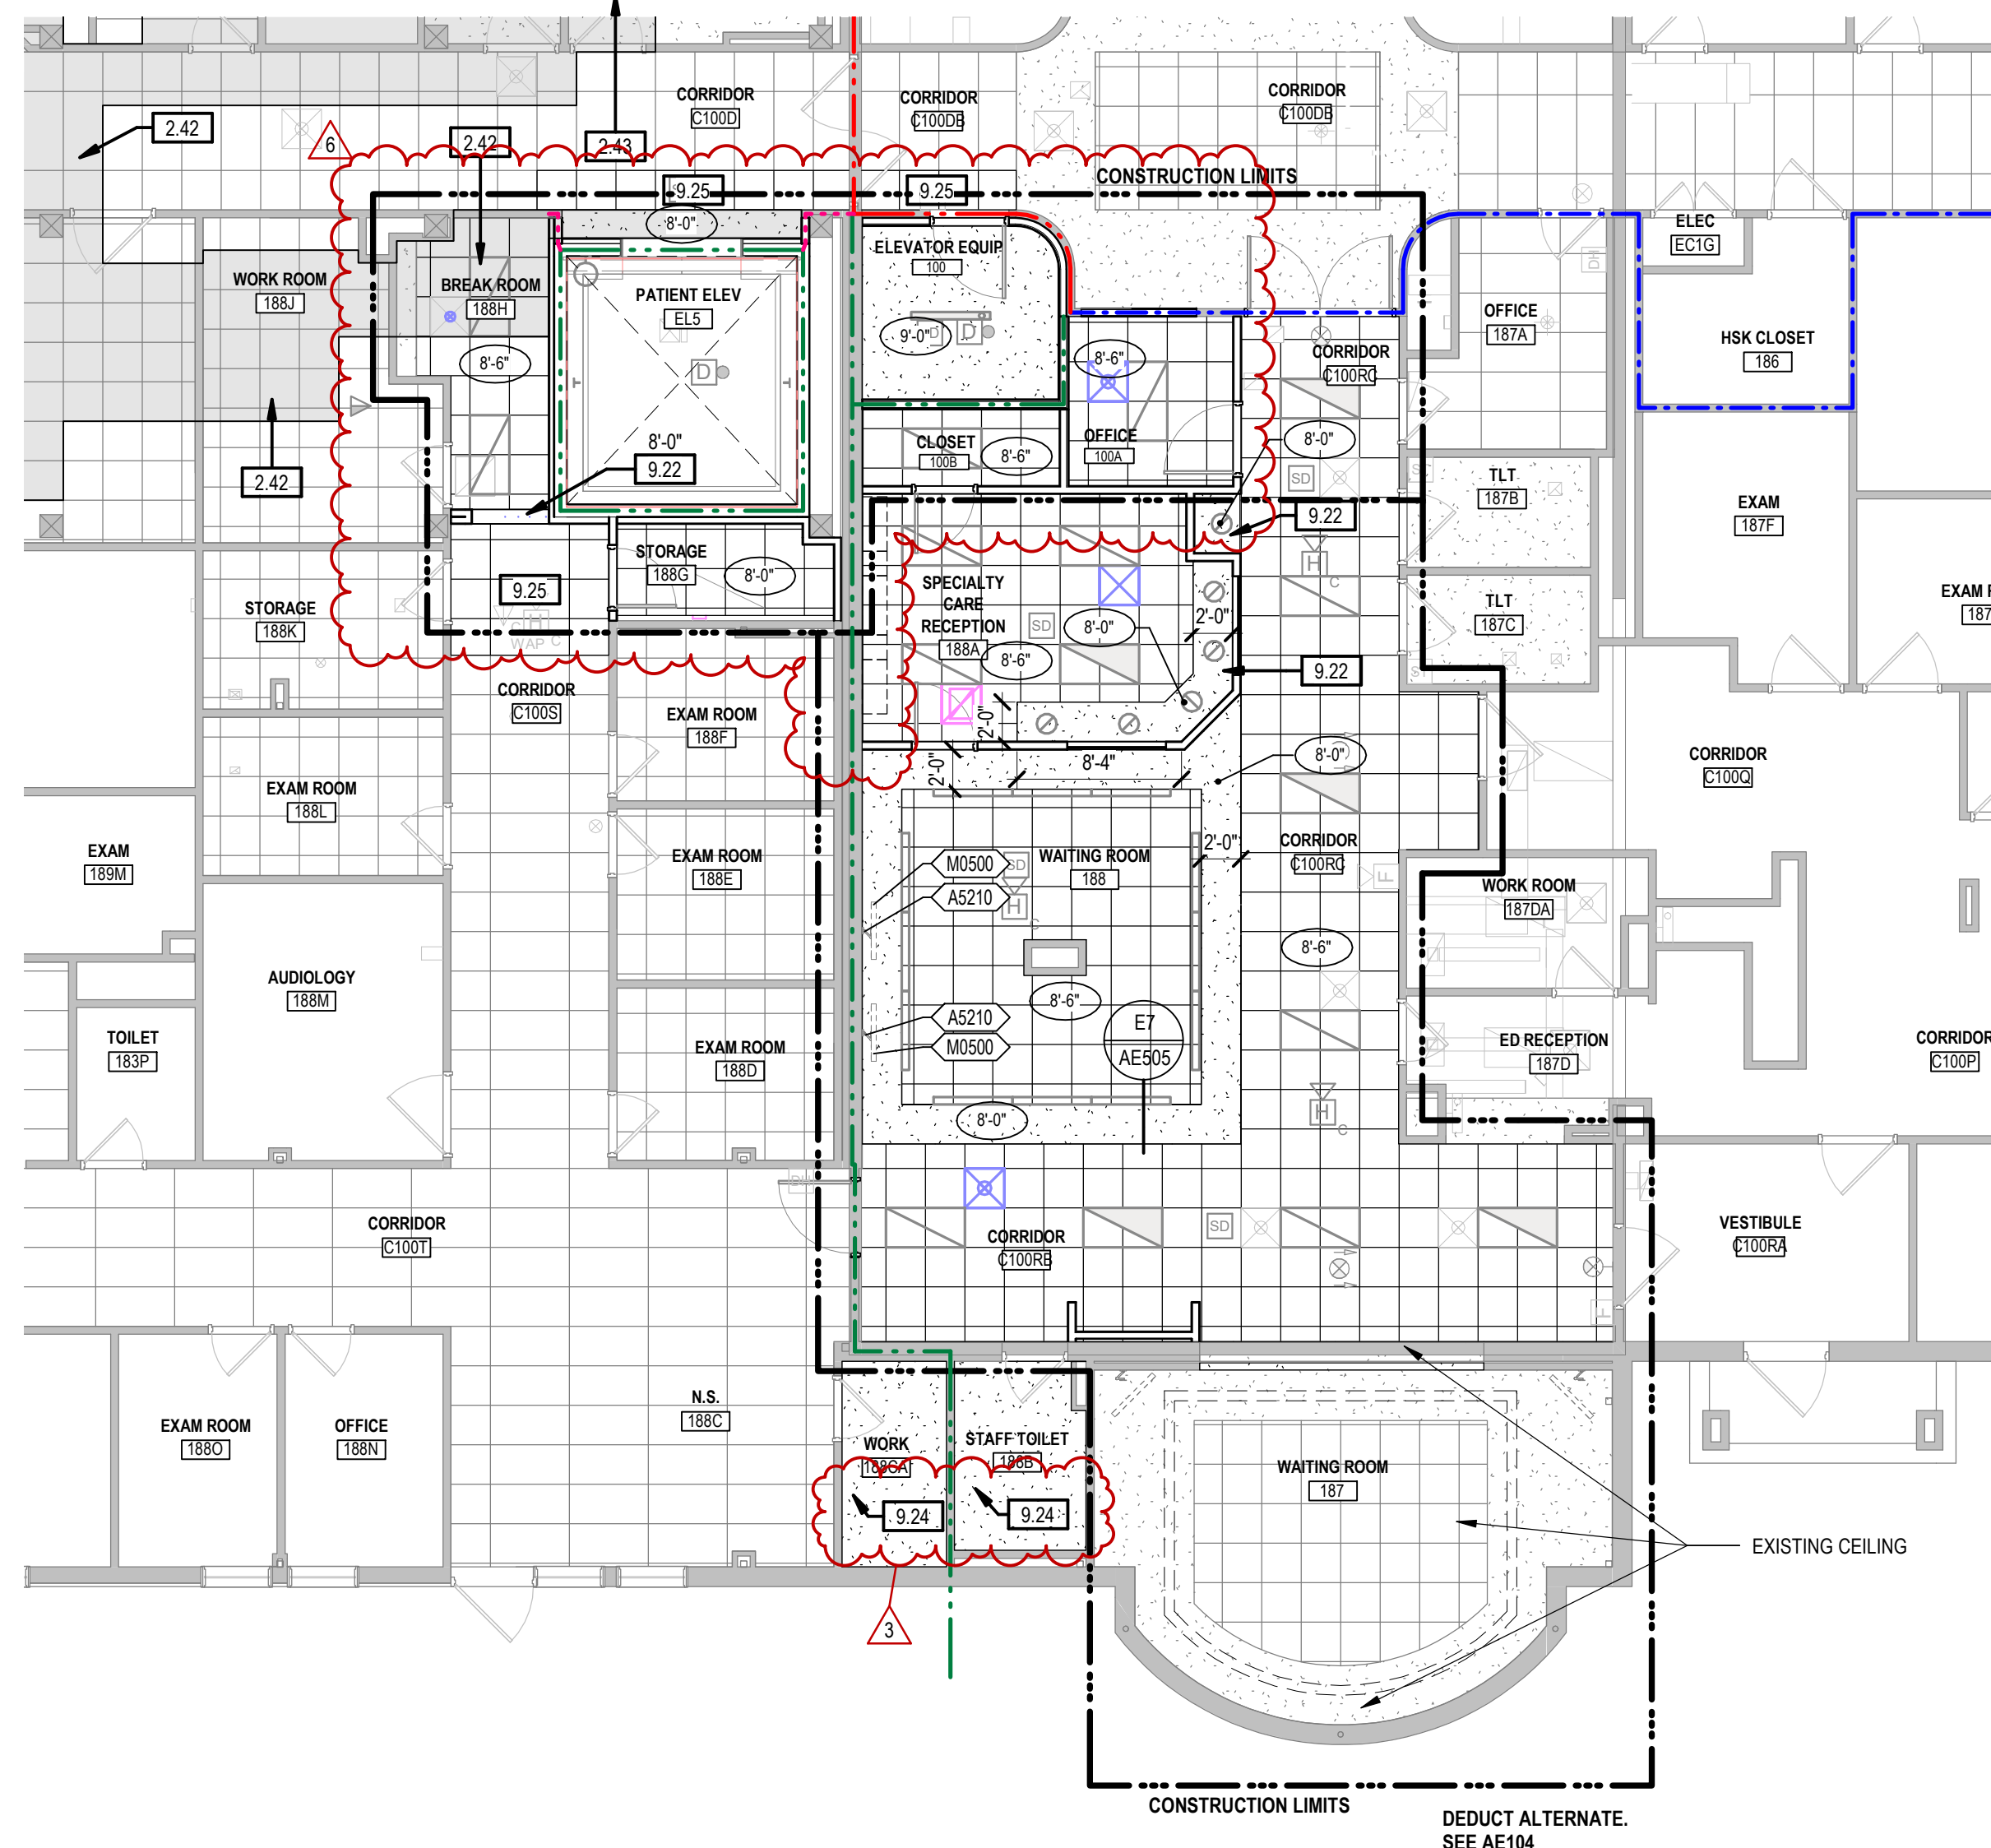 CORRIDOR
C100D
CORRIDOR
C100DB
CORRIDOR
C100DB
2.42
6
2.42
2.43
9.25
9.25
CONSTRUCTION LIMITS
8'-0"
ELEC
EC1G
WORK ROOM
188J
BREAK ROOM
188H
PATIENT ELEV
EL5
ELEVATOR EQUIP
100
9'-0"
D
D
8'-6"
8'-6"
CORRIDOR
C100RC
OFFICE
187A
DH
HSK CLOSET
186
D
8'-0"
9.22
2.42
CLOSET
100B
8'-6"
OFFICE
100A
8'-0"
SD
TLT
187B
EXAM
187F
9.22
STORAGE
188G
8'-0"
9.25
H
C
WAP
C
C
STORAGE
188K
SPECIALTY
CARE
RECEPTION
188A
SD
8'-0"
2'-0"
8'-6"
9.22
H
C
TLT
187C
EXAM R
187
CORRIDOR
C100S
EXAM ROOM
188F
2'-0"
2'-0"
8'-4"
8'-0"
CORRIDOR
C100Q
EXAM ROOM
188L
EXAM
189M
EXAM ROOM
188E
M0500
SD
A5210
H
C
WAITING ROOM
188
2'-0"
CORRIDOR
C100RC
F
WORK ROOM
187DA
AUDIOLOGY
188M
8'-6"
8'-6"
A5210
M0500
E7
AE505
TOILET
183P
EXAM ROOM
188D
ED RECEPTION
187D
CORRIDOR
C100P
8'-0"
H
C
DH
CORRIDOR
C100T
CORRIDOR
C100RB
SD
VESTIBULE
C100RA
F
N.S.
188C
EXAM ROOM
188O
OFFICE
188N
WORK
188CA
STAFF TOILET
186B
WAITING ROOM
187
9.24
9.24
EXISTING CEILING
3
CONSTRUCTION LIMITS
DEDUCT ALTERNATE.
SEE AE104